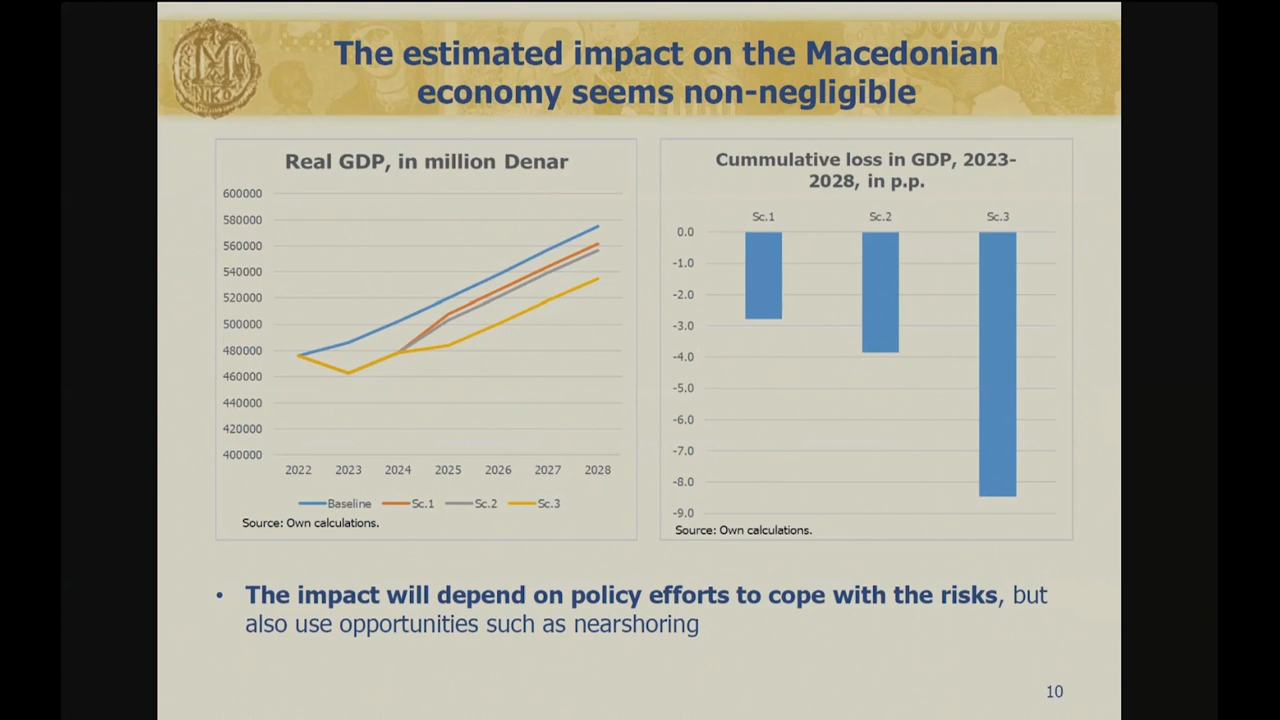 The estimated impact on the Macedonian
economy seems non-negligible
Real GDP, in million Denar
600000
580000
560000
540000
520000
500000
480000
460000
440000
420000
400000
2022 2023 2024 2025 2026 2027 2028
Baseline Sc.1 Sc.2 Sc.3
Source: Own calculations.
Cummulative loss in GDP, 2023-
2028, in p.p.
Sc.1 Sc.2 Sc.3
0.0
-1.0
-2.0
-3.0
-4.0
-5.0
-6.0
-7.0
-8.0
-9.0
Source: Own calculations.
• The impact will depend on policy efforts to cope with the risks, but
also use opportunities such as nearshoring
10